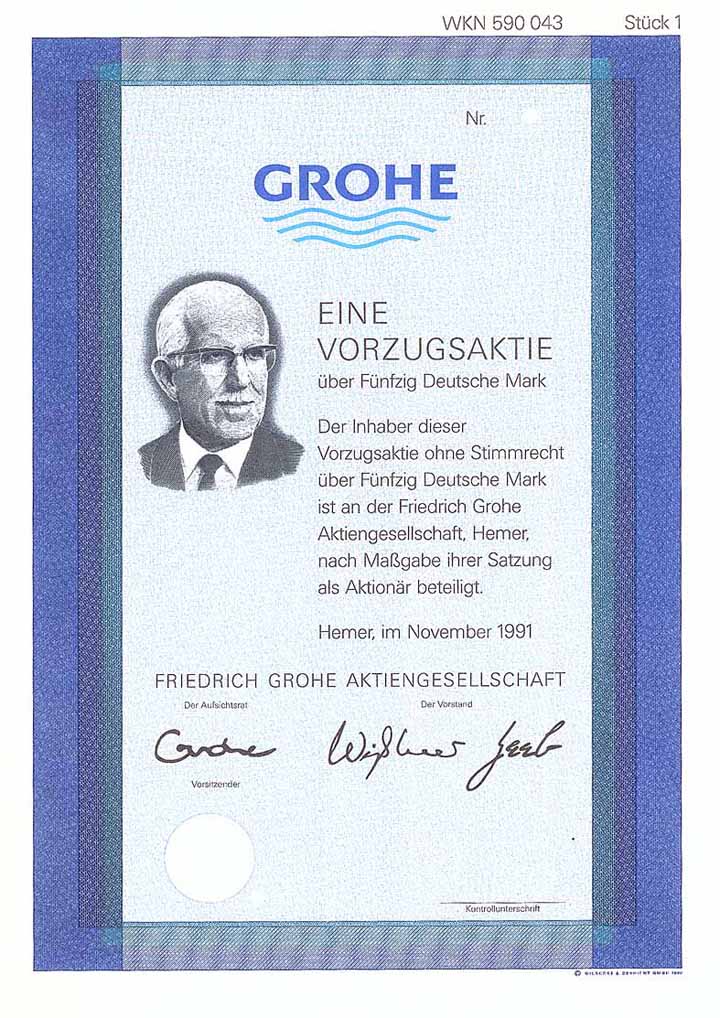 WKN 590 043 Stück 1
Nr.
GROHE
EINE
VORZUGSAKTIE
über Fünfzig Deutsche Mark
Der Inhaber dieser
Vorzugsaktie ohne Stimmrecht
über Fünfzig Deutsche Mark
ist an der Friedrich Grohe
Aktiengesellschaft, Hemer,
nach Maßgabe ihrer Satzung
als Aktionär beteiligt.
Hemer, im November 1991
FRIEDRICH GROHE AKTIENGESELLSCHAFT
Der Aufsichtsrat Der Vorstand
Grohe
Vorsitzender
Kontrollunterschrift